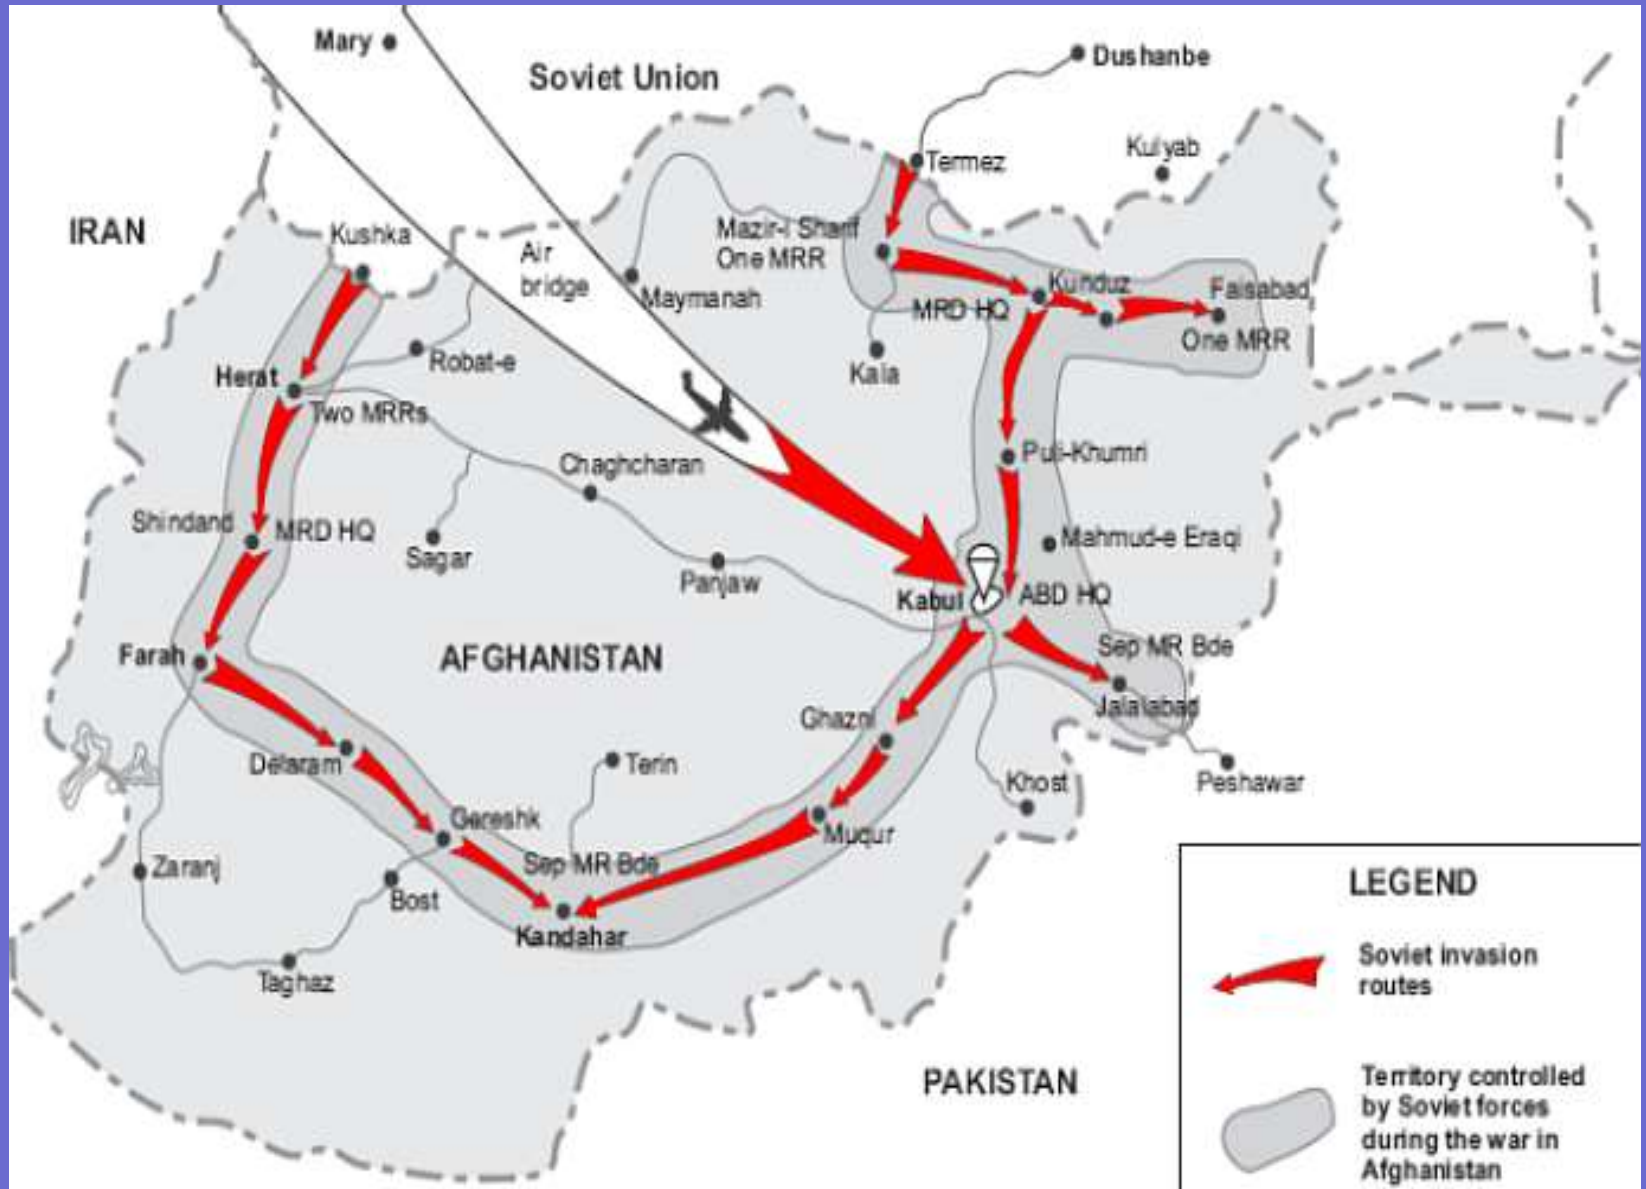 Mary
Soviet Union
Dushanbe
Termez
Kulyab
IRAN
Kushka
Air
bridge
Maymanah
Mazir-i Sharif
One MRR
MRD HQ
Kunduz
Faisabad
One MRR
Robat-e
Kala
Herat
Two MRRs
Chaghcharan
Puli-Khumri
Shindand
MRD HQ
Sagar
Panjaw
Mahmud-e Eraqi
Kabul
ABD HQ
Farah
AFGHANISTAN
Sep MR Bde
Jalalabad
Ghazni
Delaram
Terin
Khost
Peshawar
Gereshk
Muqur
Zaranj
Sep MR Bde
Bost
Kandahar
Taghaz
PAKISTAN
LEGEND
Soviet invasion
routes
Territory controlled
by Soviet forces
during the war in
Afghanistan